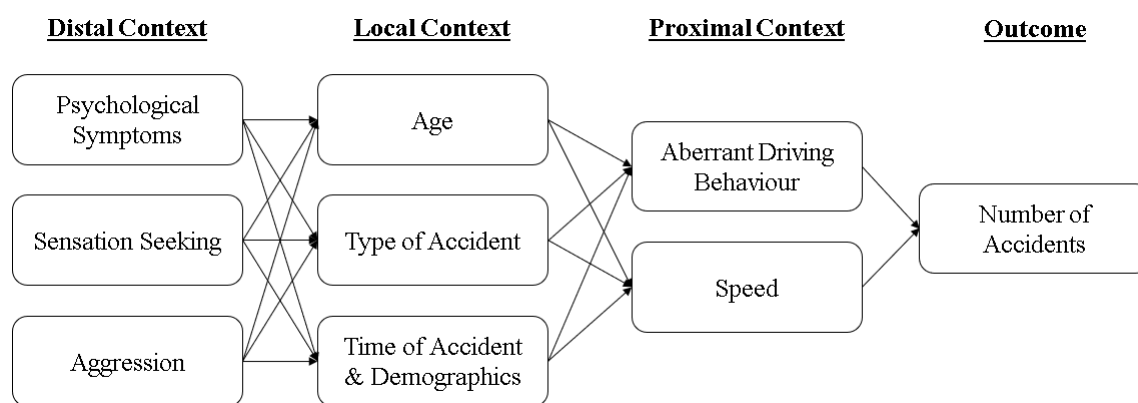 Distal Context
Local Context
Proximal Context
Outcome
Psychological
Symptoms
Sensation Seeking
Aggression
Age
Type of Accident
Time of Accident
& Demographics
Aberrant Driving
Behaviour
Speed
Number of
Accidents